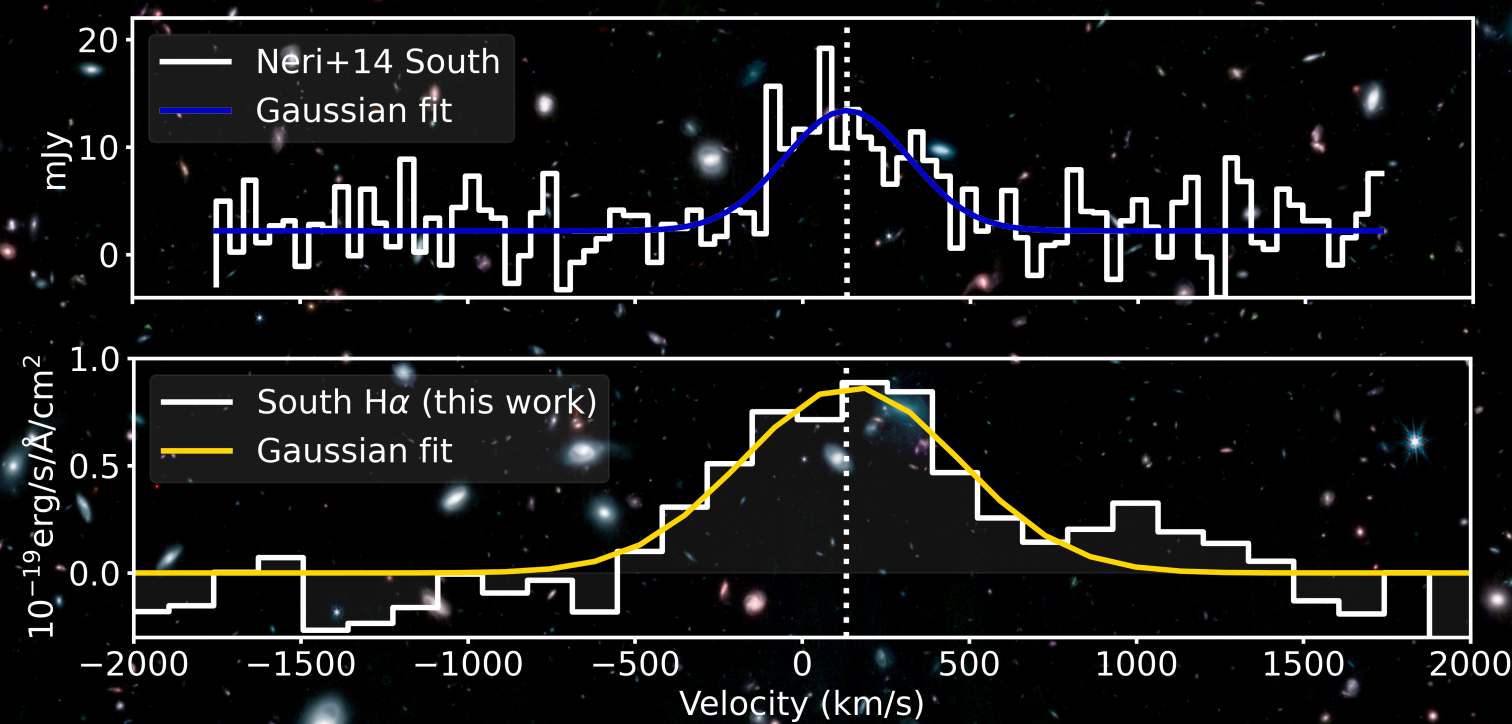 20
10
0
mJy
Neri+14 South
Gaussian fit
1.0
0.5
0.0
10⁻¹⁹erg/s/Å/cm²
South Hα (this work)
Gaussian fit
−2000 −1500 −1000 −500 0 500 1000 1500 2000
Velocity (km/s)